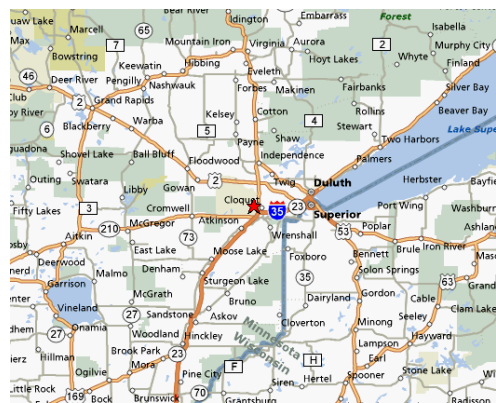 Bear River
Idington
Embarrass
Forest
uaw Lake
Marcell
65
Isabella
Max
7
Mountain Iron
Virginia
Aurora
2
Murphy City
Bowstring
Hibbing
Hoyt Lakes
Whyte
Finland
46
Keewatin
Eveleth
Deer River
Pengilly
Nashwauk
Forbes
Makinen
Fairbanks
Silver Bay
2
Grand Rapids
Kelsey
Cotton
4
Rollins
Beaver Bay
by River
Warba
5
Shaw
Stewart
Lake Supe
6
Blackberry
Payne
Two Harbors
guadona
Shovel Lake
Ball Bluff
Floodwood
Independence
Palmers
Outing
Swatara
Libby
Gowan
2
Twig
Duluth
Herbster
Bayfie
Fifty Lakes
3
Cromwell
Cloquet
35
23
Superior
Port Wing
Washburn
210
McGregor
Atkinson
53
Poplar
Ashland
Aitkin
73
Wrenshall
East Lake
Moose Lake
Foxboro
Bennett
Brule
Iron River
Deerwood
Malmo
Denham
35
Solon Springs
Garrison
Sturgeon Lake
63
McGrath
Bruno
Dairyland
Gordon
Cable
Vineland
27
Sandstone
Askov
Cloverton
Minong
Seeley
Clam Lake
Onamia
Woodland
Minnesota
Hayward
27
Hinckley
Wisconsin
Lampson
Hillman
Brook Park
23
F
H
Earl
Ogilvie
Mora
Pine City
Stone Lake
Little Rock
169
Bock
Brunswick
70
Siren
Hertel
Spooner
Grantsburg